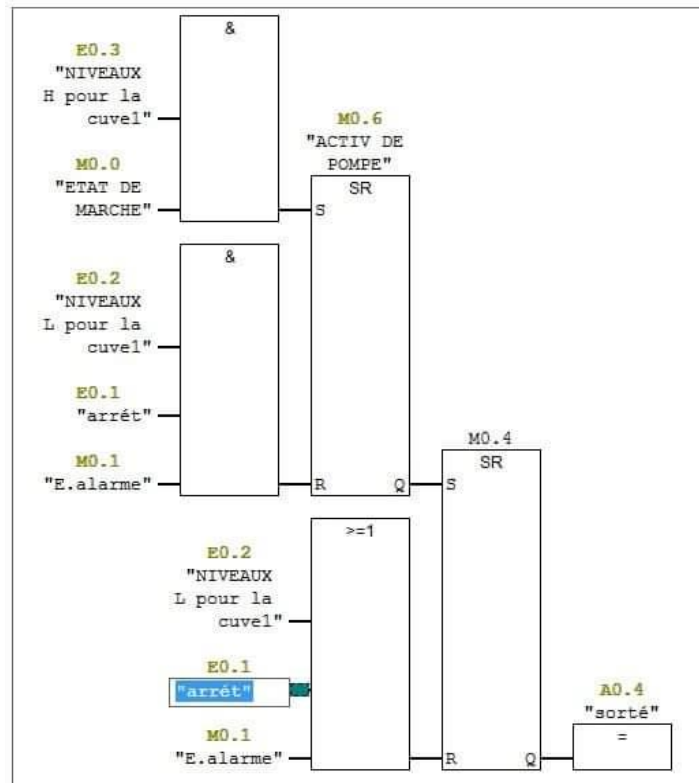 &
E0.3
"NIVEAUX
H pour la
cuve1"
M0.0
"ETAT DE
MARCHE"
M0.6
"ACTIV DE
POMPE"
SR
S
&
E0.2
"NIVEAUX
L pour la
cuve1"
E0.1
"arrét"
M0.1
"E.alarme"
R Q
M0.4
SR
S
>=1
E0.2
"NIVEAUX
L pour la
cuve1"
E0.1
"arrét"
M0.1
"E.alarme"
R Q
A0.4
"sorté"
=